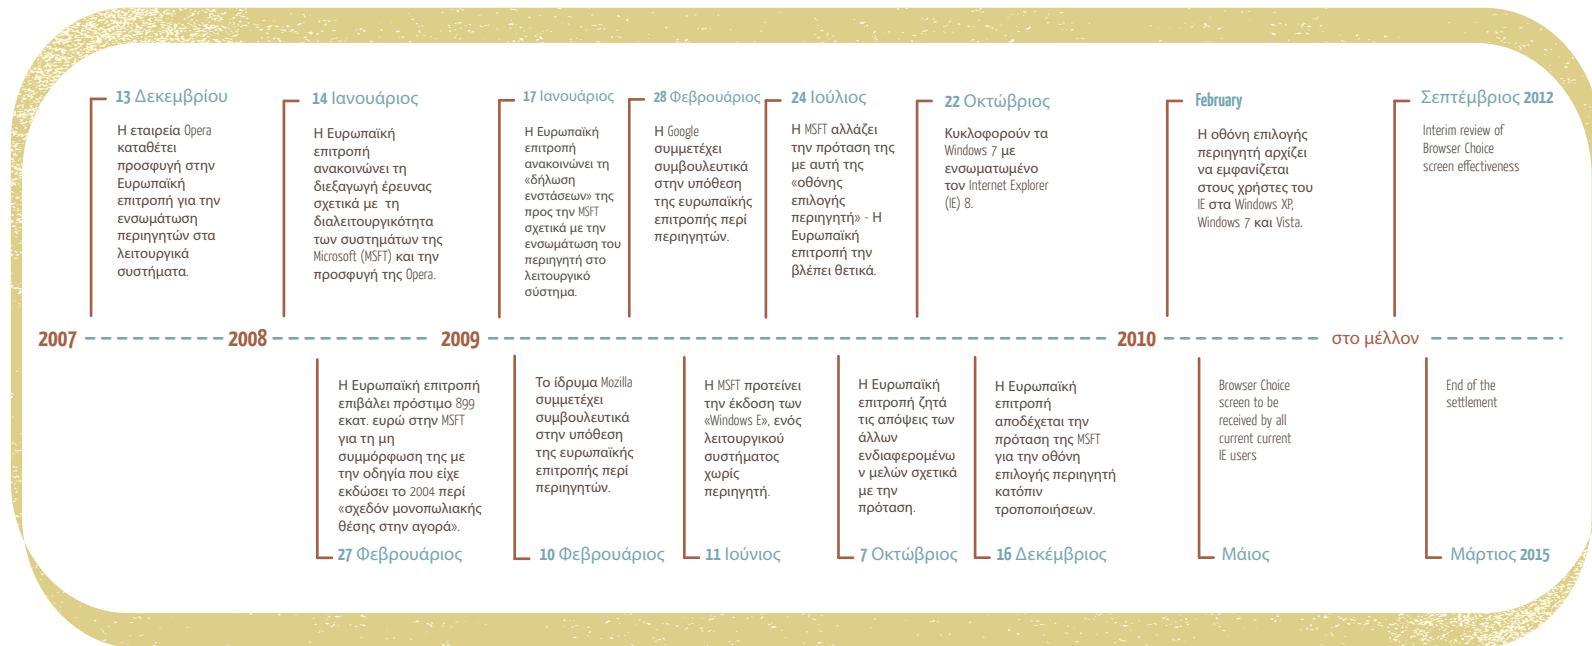 13 Δεκεμβρίου
Η εταιρεία Opera
καταθέτει
προσφυγή στην
Ευρωπαϊκή
επιτροπή για την
ενσωμάτωση
περιηγητών στα
λειτουργικά
συστήματα.
14 Ιανουάριος
Η Ευρωπαϊκή
επιτροπή
ανακοινώνει τη
διεξαγωγή έρευνας
σχετικά με τη
διαλειτουργικότητα
των συστημάτων της
Microsoft (MSFT) και την
προσφυγή της Opera.
17 Ιανουάριος
Η Ευρωπαϊκή
επιτροπή
ανακοινώνει τη
«δήλωση
ενστάσεων» της
προς την MSFT
σχετικά με την
ενσωμάτωση του
περιηγητή στο
λειτουργικό
σύστημα.
28 Φεβρουάριος
Η Google
συμμετέχει
συμβουλευτικά
στην υπόθεση
της ευρωπαϊκής
επιτροπής περί
περιηγητών.
24 Ιούλιος
Η MSFT αλλάζει
την πρόταση της
με αυτή της
«οθόνης
επιλογής
περιηγητή» - Η
Ευρωπαϊκή
επιτροπή την
βλέπει θετικά.
22 Οκτώβριος
Κυκλοφορούν τα
Windows 7 με
ενσωματωμένο
τον Internet Explorer
(IE) 8.
February
Η οθόνη επιλογής
περιηγητή αρχίζει
να εμφανίζεται
στους χρήστες του
IE στα Windows XP,
Windows 7 και Vista.
Σεπτέμβριος 2012
Interim review of
Browser Choice
screen effectiveness
2007
2008
2009
2010
στο μέλλον
Η Ευρωπαϊκή επιτροπή
επιβάλει πρόστιμο 899
εκατ. ευρώ στην MSFT
για τη μη
συμμόρφωση της με
την οδηγία που είχε
εκδώσει το 2004 περί
«σχεδόν μονοπωλιακής
θέσης στην αγορά».
27 Φεβρουάριος
Το ίδρυμα Mozilla
συμμετέχει
συμβουλευτικά
στην υπόθεση
της ευρωπαϊκής
επιτροπής περί
περιηγητών.
10 Φεβρουάριος
Η MSFT προτείνει
την έκδοση των
«Windows E», ενός
λειτουργικού
συστήματος
χωρίς
περιηγητή.
11 Ιούνιος
Η Ευρωπαϊκή
επιτροπή ζητά
τις απόψεις των
άλλων
ενδιαφερομένω
ν μελών σχετικά
με την
πρόταση.
7 Οκτώβριος
Η Ευρωπαϊκή
επιτροπή
αποδέχεται την
πρόταση της MSFT
για την οθόνη
επιλογής περιηγητή
κατόπιν
τροποποιήσεων.
16 Δεκέμβριος
Browser Choice
screen to be
received by all
current current
IE users
Μάιος
End of the
settlement
Μάρτιος 2015